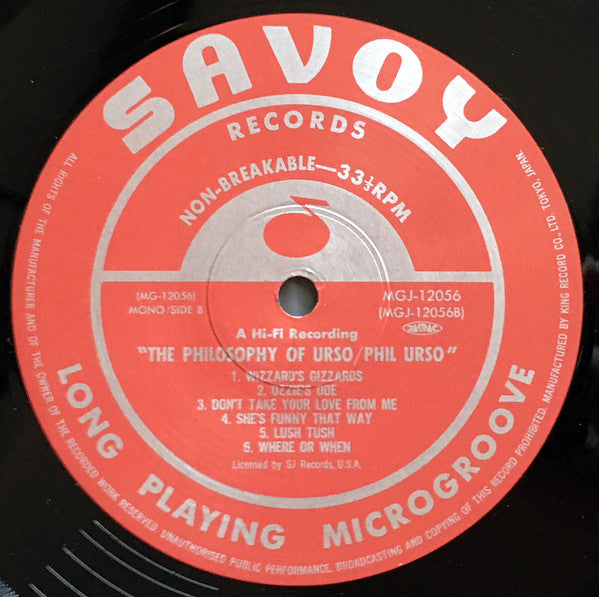 SAVOY
RECORDS
NON-BREAKABLE—33⅓RPM
(MG-12056)
MONO/SIDE B
MGJ-12056
(MGJ-12056B)
JASRAC
A Hi-Fi Recording
"THE PHILOSOPHY OF URSO/PHIL URSO"
1. WIZZARD'S GIZZARDS
2. OZZIE'S ODE
3. DON'T TAKE YOUR LOVE FROM ME
4. SHE'S FUNNY THAT WAY
5. LUSH TUSH
6. WHERE OR WHEN
Licensed by SJ Records, U.S.A.
LONG PLAYING MICROGROOVE
ALL RIGHTS OF THE MANUFACTURER AND OF THE OWNER OF THE RECORDED WORK RESERVED. UNAUTHORISED PUBLIC PERFORMANCE, BROADCASTING AND COPYING OF THIS RECORD PROHIBITED. MANUFACTURED BY KING RECORD CO., LTD. TOKYO, JAPAN.